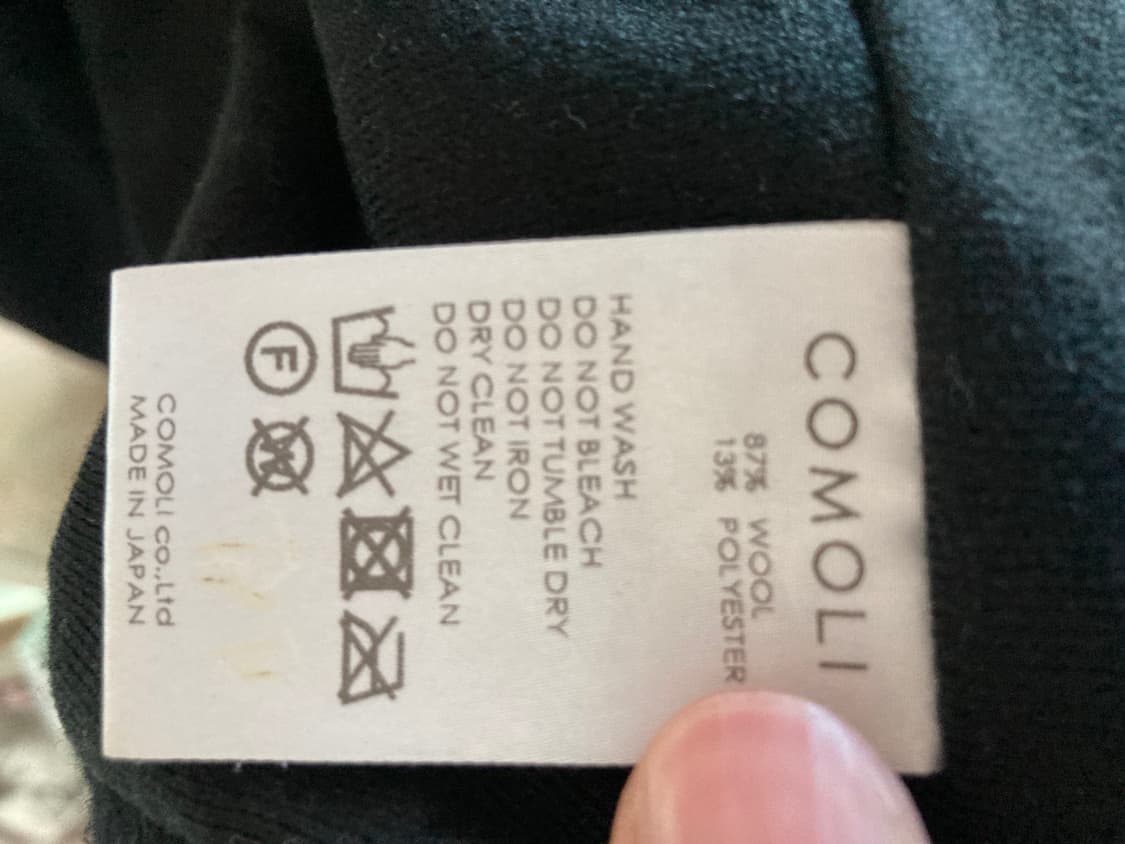 COMOLI
87% WOOL
13% POLYESTER
HAND WASH
DO NOT BLEACH
DO NOT TUMBLE DRY
DO NOT IRON
DRY CLEAN
DO NOT WET CLEAN
F W
COMOLI co.,Ltd
MADE IN JAPAN